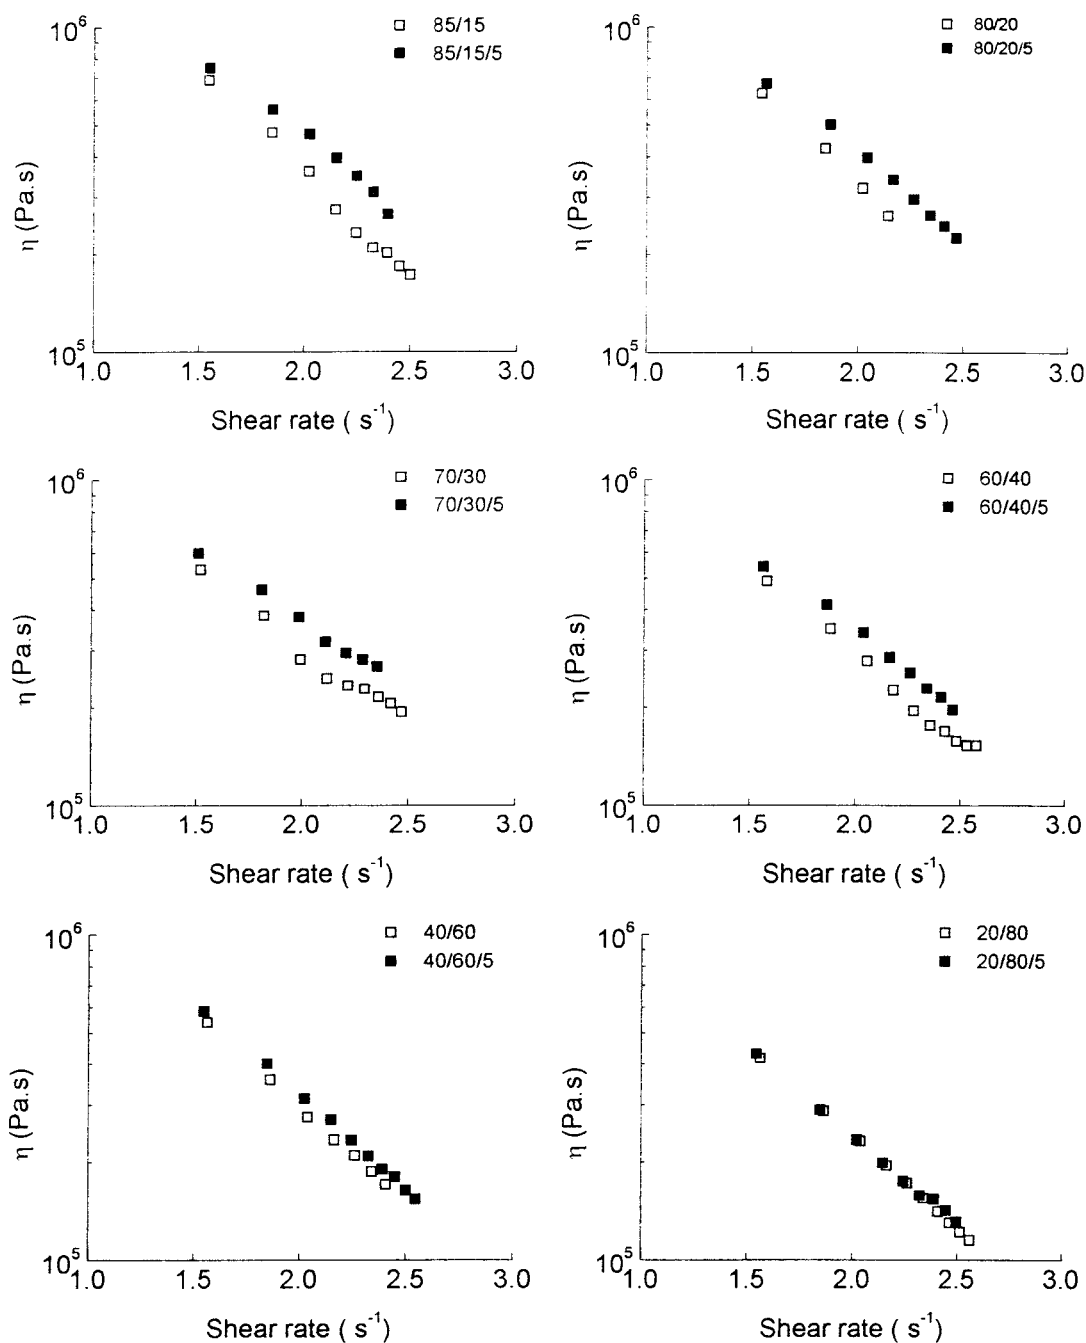 10^6
85/15
85/15/5
η (Pa.s)
10^5
1.0 1.5 2.0 2.5 3.0
Shear rate ( s^-1)
10^6
80/20
80/20/5
η (Pa.s)
10^5
1.0 1.5 2.0 2.5 3.0
Shear rate ( s^-1)
10^6
70/30
70/30/5
η (Pa.s)
10^5
1.0 1.5 2.0 2.5 3.0
Shear rate ( s^-1)
10^6
60/40
60/40/5
η (Pa.s)
10^5
1.0 1.5 2.0 2.5 3.0
Shear rate ( s^-1)
10^6
40/60
40/60/5
η (Pa.s)
10^5
1.0 1.5 2.0 2.5 3.0
Shear rate ( s^-1)
10^6
20/80
20/80/5
η (Pa.s)
10^5
1.0 1.5 2.0 2.5 3.0
Shear rate ( s^-1)